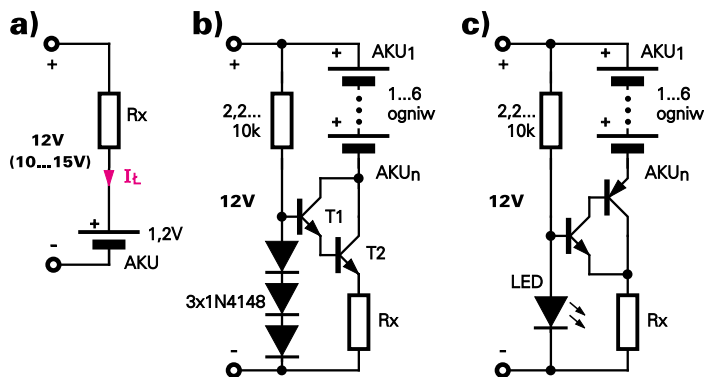 a)
+
Rx
12V
(10...15V)
IŁ
+
1,2V
-
AKU
b)
+
+
AKU1
2,2...
10k
1...6
ogniw
+
AKUn
12V
T1
T2
3x1N4148
Rx
-
c)
+
+
AKU1
2,2...
10k
1...6
ogniw
+
AKUn
12V
LED
Rx
-